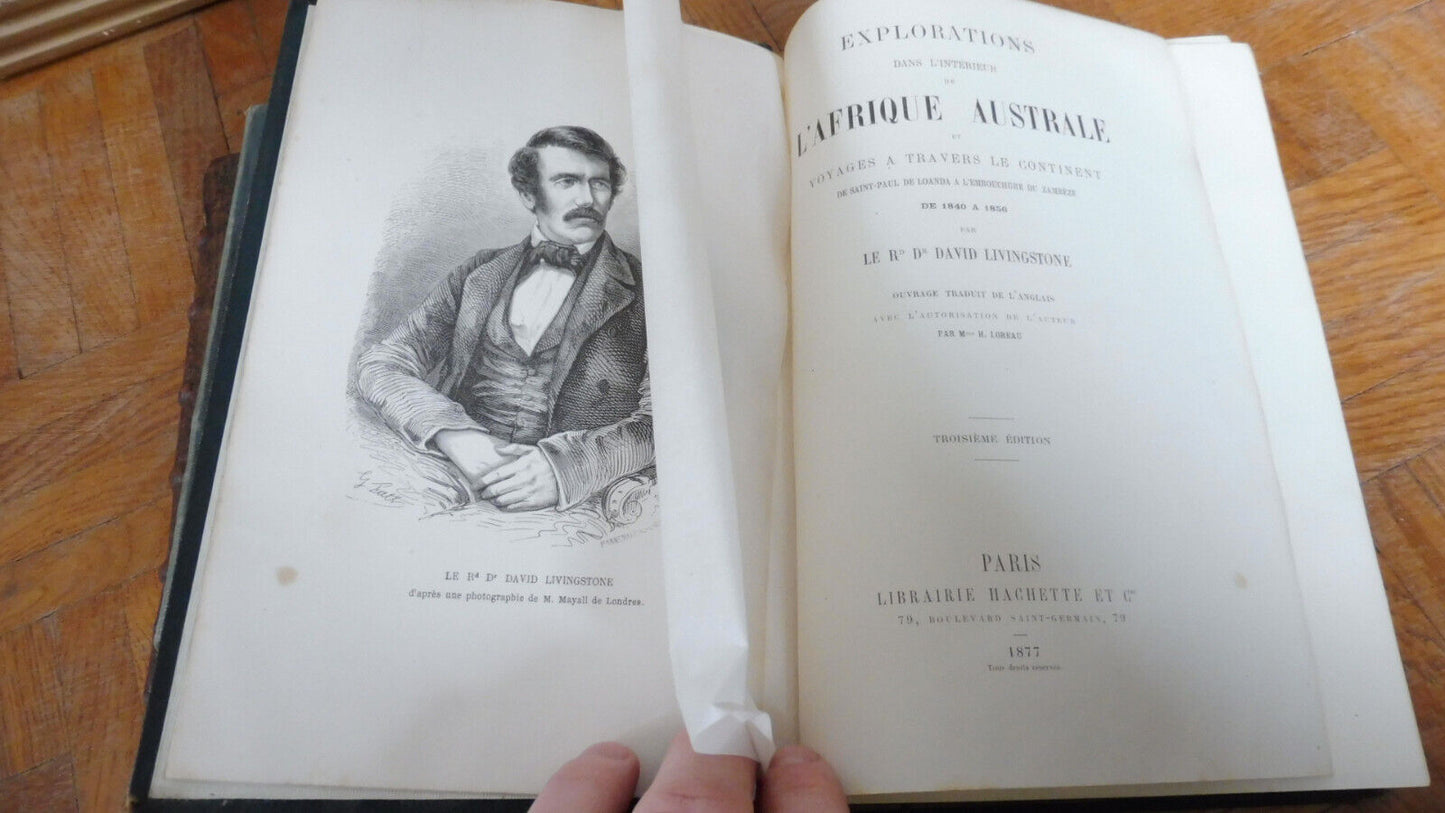 LE Rᵈ Dʳ DAVID LIVINGSTONE
d'après une photographie de M. Mayall de Londres.
EXPLORATIONS
DANS L'INTÉRIEUR
DE
L'AFRIQUE AUSTRALE
ET
VOYAGES A TRAVERS LE CONTINENT
DE SAINT-PAUL DE LOANDA A L'EMBOUCHURE DU ZAMBÈZE
DE 1840 A 1856
PAR
LE Rᴰ Dᴿ DAVID LIVINGSTONE
OUVRAGE TRADUIT DE L'ANGLAIS
AVEC L'AUTORISATION DE L'AUTEUR
PAR Mᵐᵉ H. LOREAU
TROISIÈME ÉDITION
PARIS
LIBRAIRIE HACHETTE ET Cⁱᵉ
79, BOULEVARD SAINT-GERMAIN, 79
1877
Tous droits réservés.